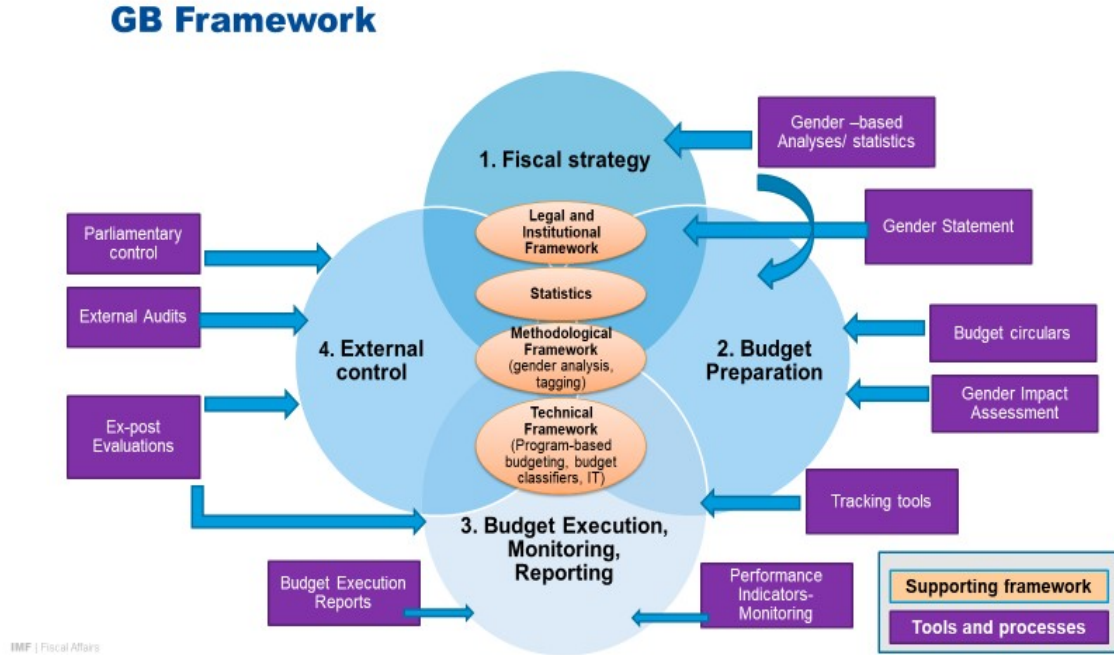 GB Framework
Gender –based
Analyses/ statistics
1. Fiscal strategy
Legal and
Institutional
Framework
Gender Statement
Parliamentary
control
Statistics
External Audits
Budget circulars
4. External
control
Methodological
Framework
(gender analysis,
tagging)
2. Budget
Preparation
Gender Impact
Assessment
Ex-post
Evaluations
Technical
Framework
(Program-based
budgeting, budget
classifiers, IT)
Tracking tools
3. Budget Execution,
Monitoring,
Reporting
Budget Execution
Reports
Performance
Indicators-
Monitoring
Supporting framework
Tools and processes
IMF | Fiscal Affairs